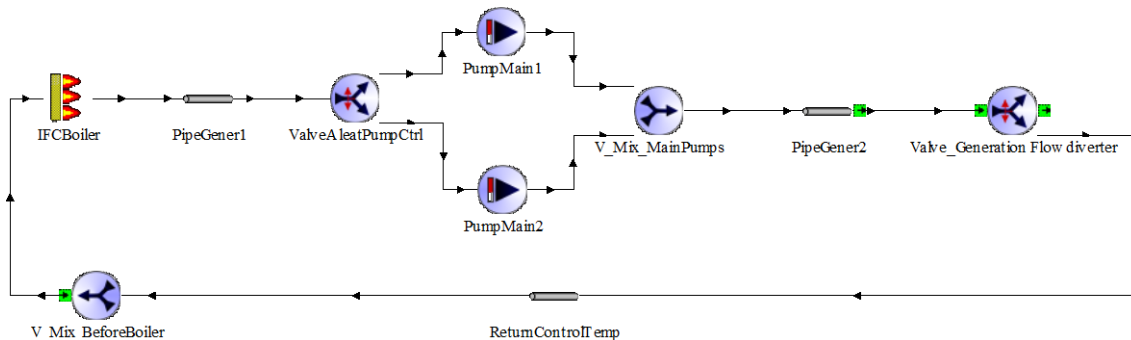 PumpMain1
IFCBoiler
PipeGener1
ValveAleatPumpCtrl
V_Mix_MainPumps
PipeGener2
Valve_Generation Flow diverter
PumpMain2
V_Mix_BeforeBoiler
ReturnControlTemp